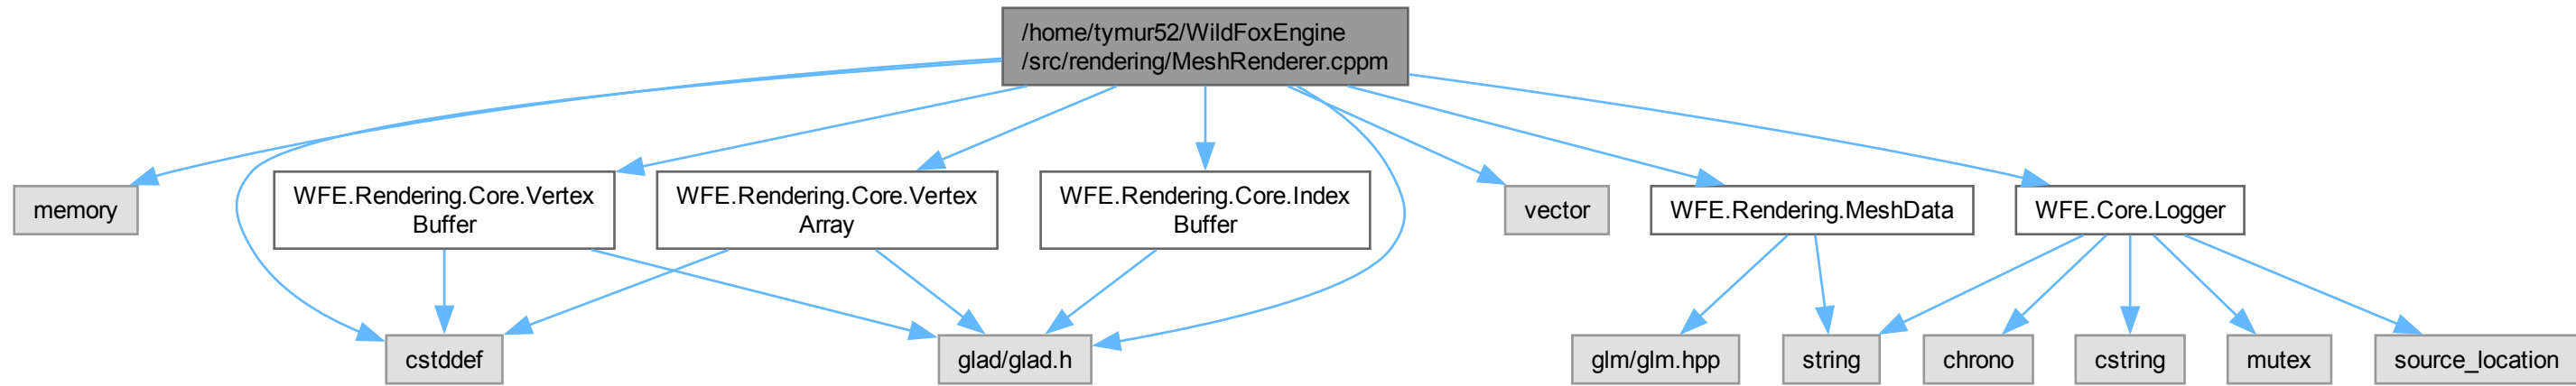 /home/tymur52/WildFoxEngine
/src/rendering/MeshRenderer.cppm
memory
WFE.Rendering.Core.Vertex
Buffer
WFE.Rendering.Core.Vertex
Array
WFE.Rendering.Core.Index
Buffer
vector
WFE.Rendering.MeshData
WFE.Core.Logger
cstddef
glad/glad.h
glm/glm.hpp
string
chrono
cstring
mutex
source_location